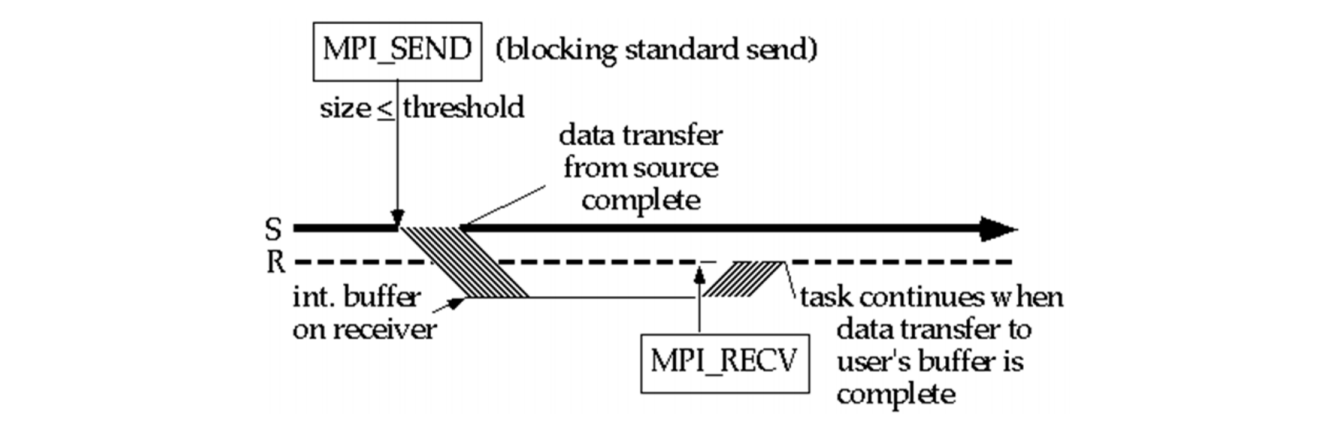 MPI_SEND (blocking standard send)
size ≤ threshold
data transfer
from source
complete
S
R
int. buffer
on receiver
MPI_RECV
task continues when
data transfer to
user's buffer is
complete